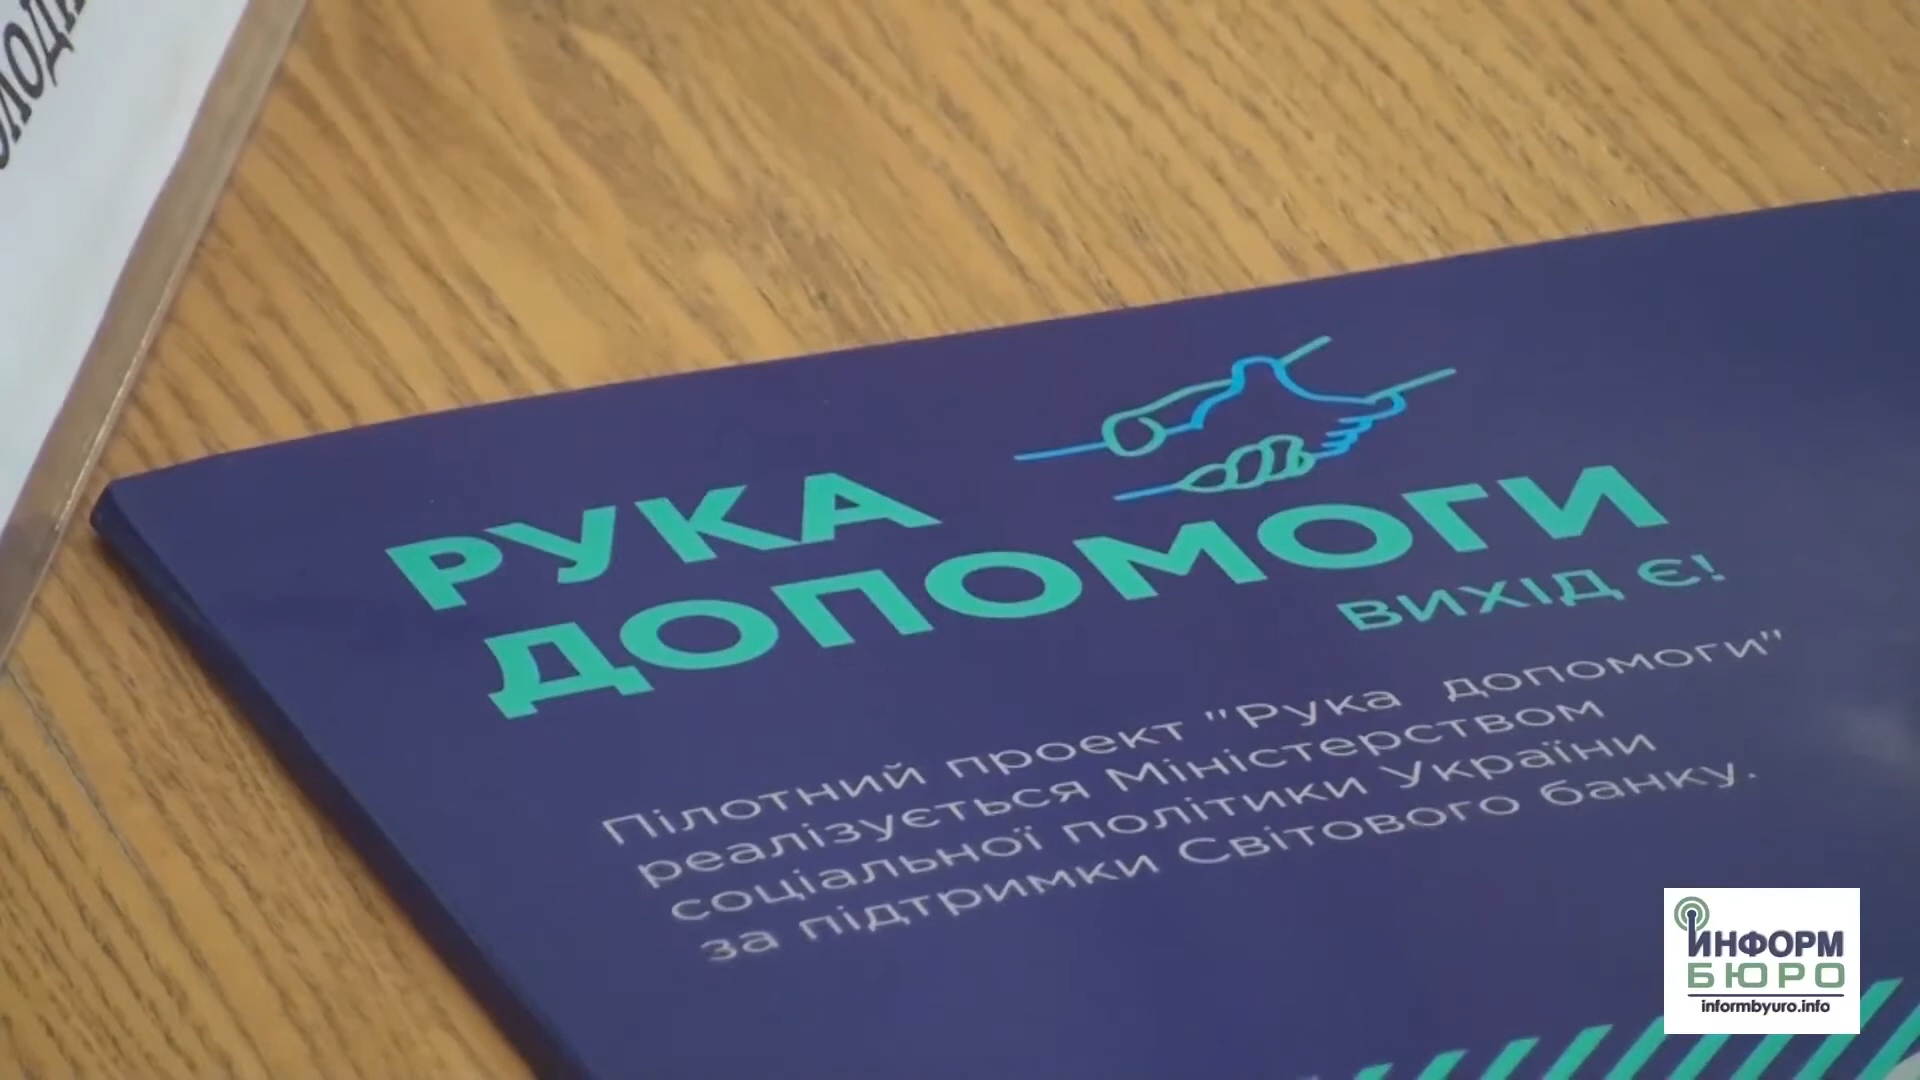 РУКА
ДОПОМОГИ
ВИХІД Є!
Пілотний проект "Рука допомоги"
реалізується Міністерством
соціальної політики України
за підтримки Світового банку.
ИНФОРМ
БЮРО
informbyuro.info